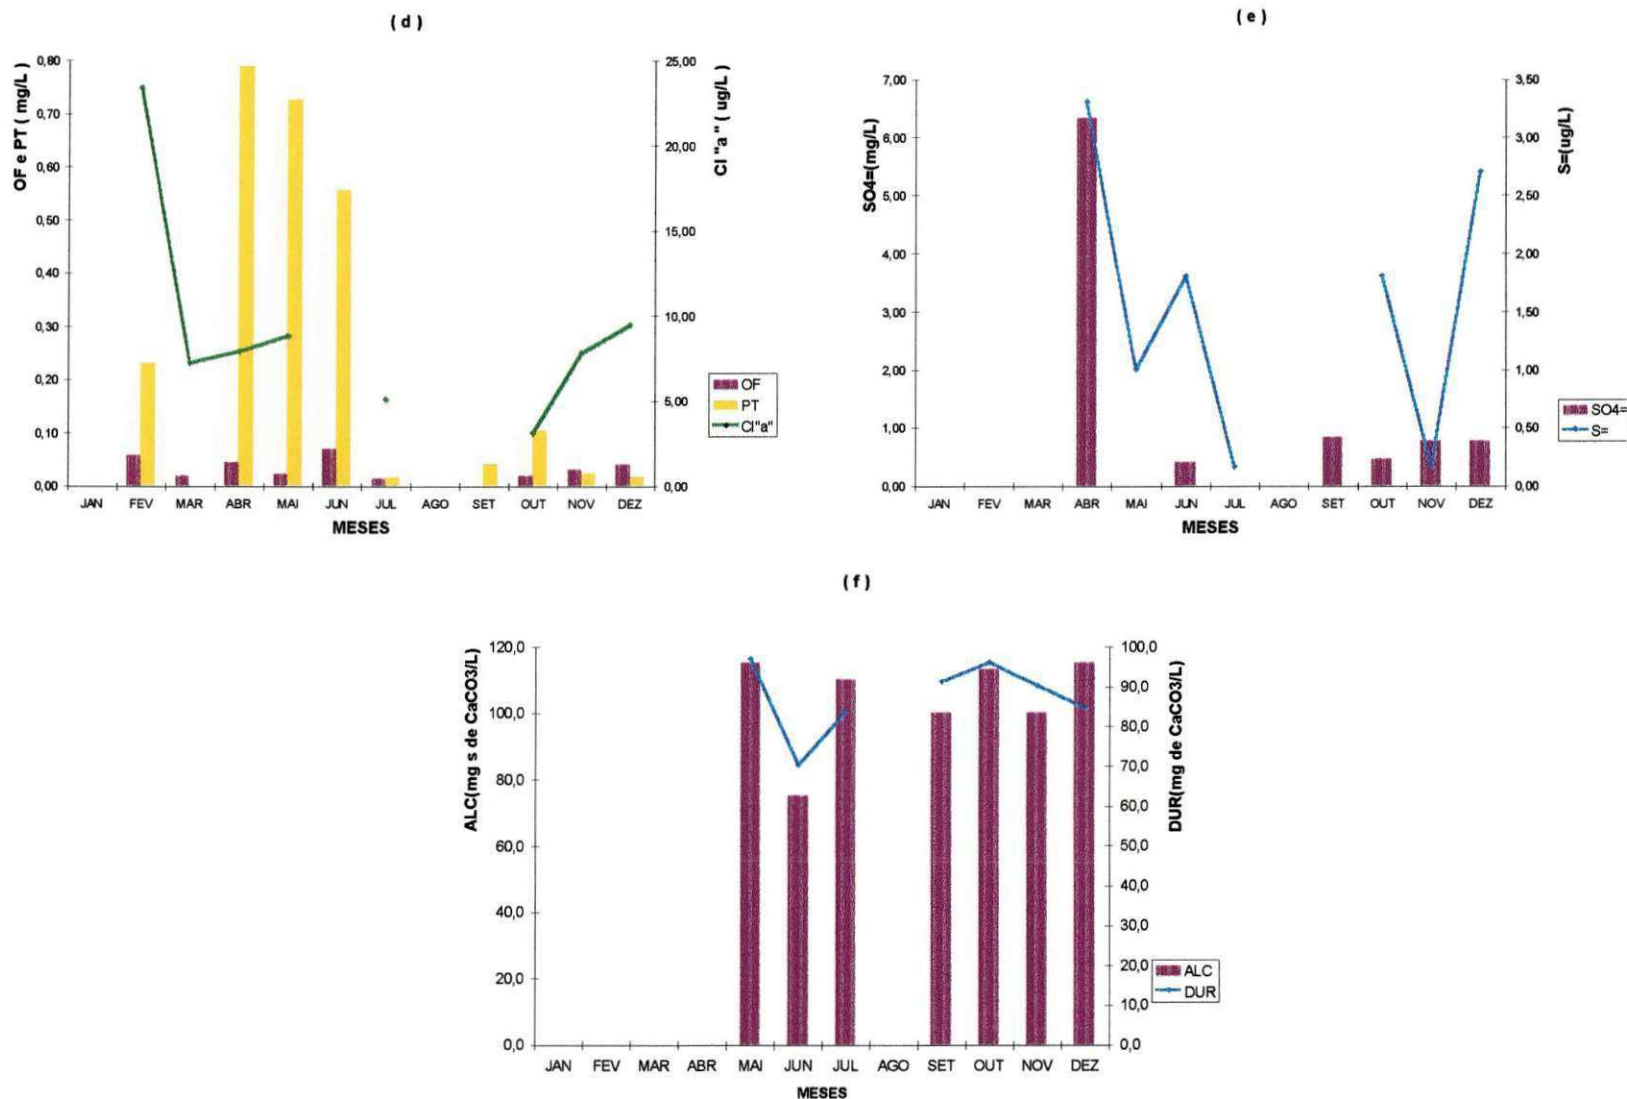 ( d )
OF e PT ( mg/L )
0,80
0,70
0,60
0,50
0,40
0,30
0,20
0,10
0,00
25,00
20,00
15,00
10,00
5,00
0,00
Cl "a" ( ug/L )
JAN FEV MAR ABR MAI JUN JUL AGO SET OUT NOV DEZ
MESES
OF
PT
Cl"a"
( e )
SO4=(mg/L)
7,00
6,00
5,00
4,00
3,00
2,00
1,00
0,00
3,50
3,00
2,50
2,00
1,50
1,00
0,50
0,00
S=(ug/L)
JAN FEV MAR ABR MAI JUN JUL AGO SET OUT NOV DEZ
MESES
SO4=
S=
( f )
ALC(mg s de CaCO3/L)
120,0
100,0
80,0
60,0
40,0
20,0
0,0
100,0
90,0
80,0
70,0
60,0
50,0
40,0
30,0
20,0
10,0
0,0
DUR(mg de CaCO3/L)
JAN FEV MAR ABR MAI JUN JUL AGO SET OUT NOV DEZ
MESES
ALC
DUR